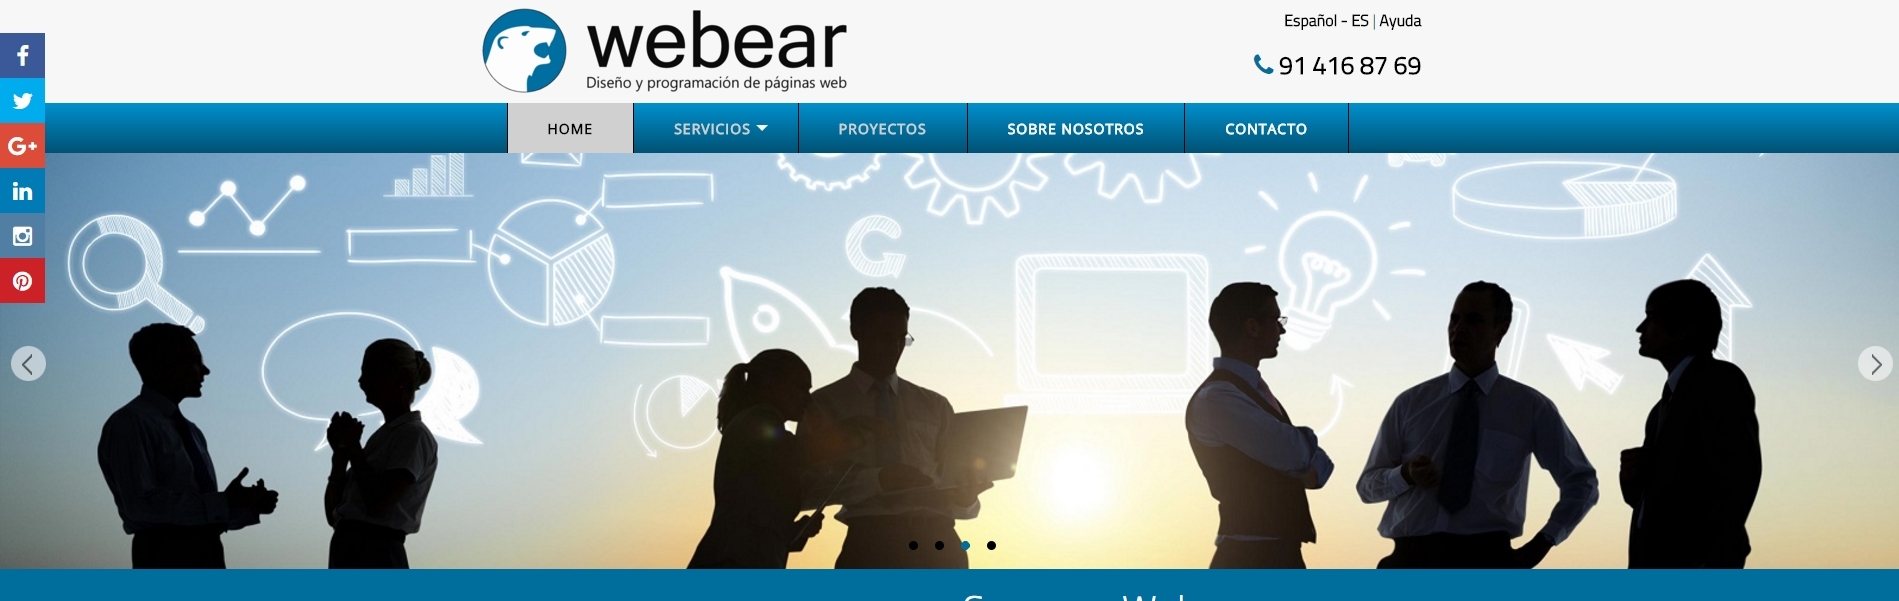 webear
Diseño y programación de páginas web
Español - ES | Ayuda
91 416 87 69
HOME
SERVICIOS
PROYECTOS
SOBRE NOSOTROS
CONTACTO